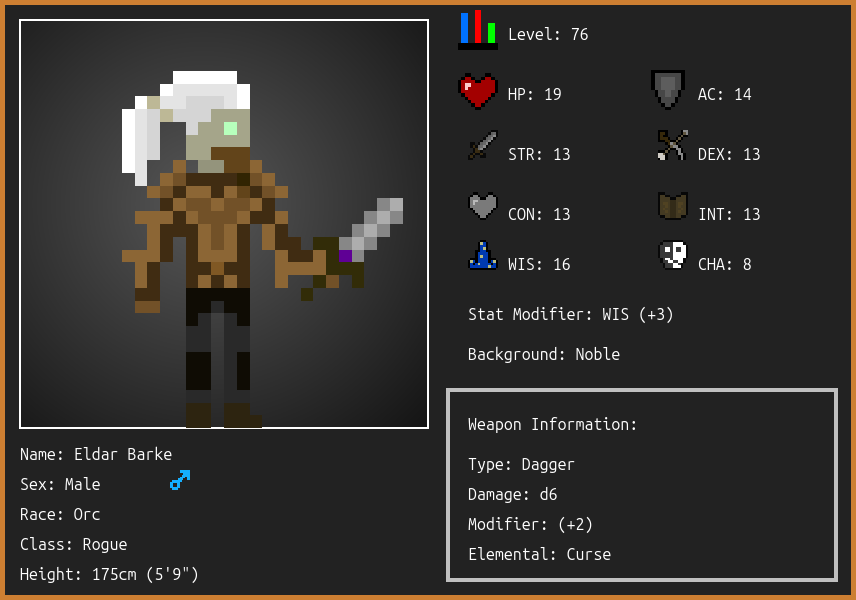 Level: 76
HP: 19
AC: 14
STR: 13
DEX: 13
CON: 13
INT: 13
WIS: 16
CHA: 8
Stat Modifier: WIS (+3)
Background: Noble
Weapon Information:
Type: Dagger
Damage: d6
Modifier: (+2)
Elemental: Curse
Name: Eldar Barke
Sex: Male
Race: Orc
Class: Rogue
Height: 175cm (5'9")